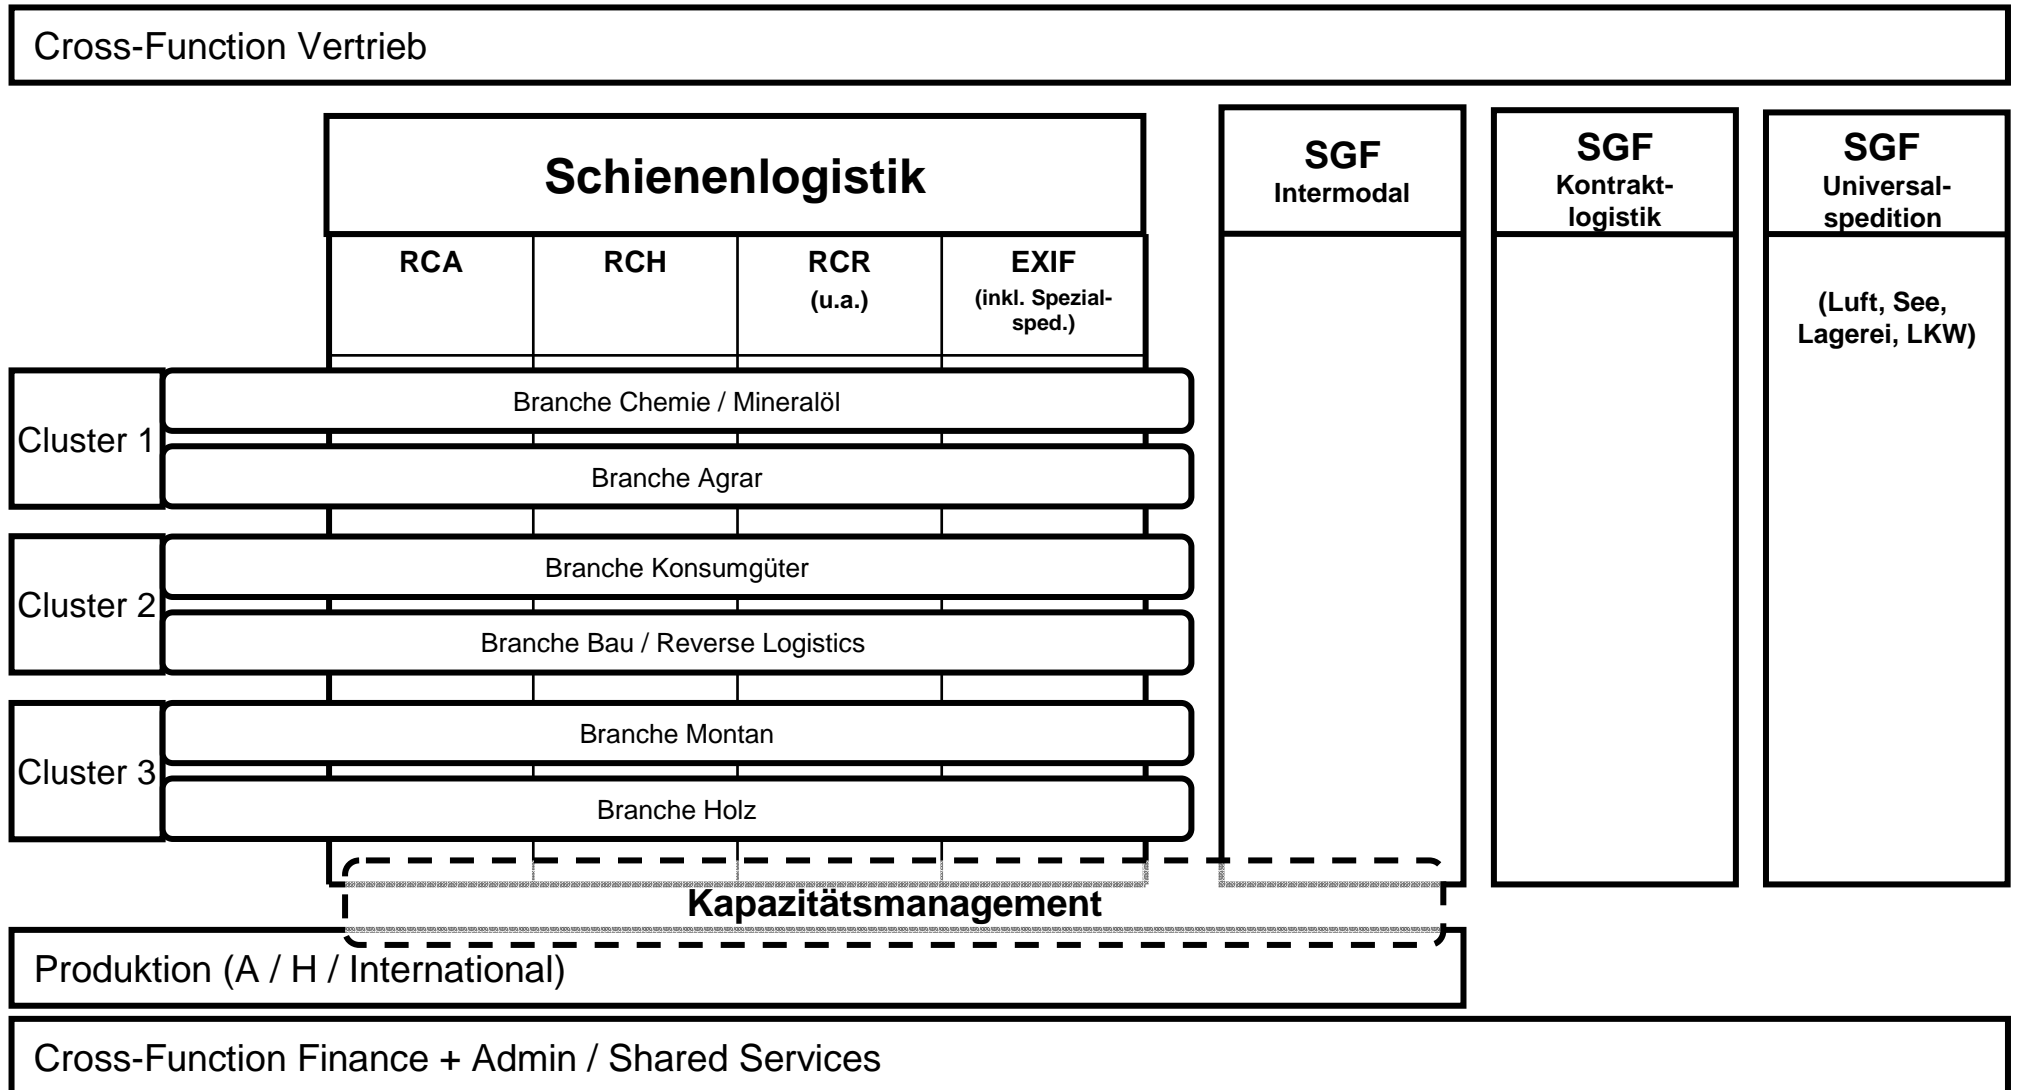 Cross-Function Vertrieb
Schienenlogistik
SGF
Intermodal
SGF
Kontrakt-
logistik
SGF
Universal-
spedition
RCA
RCH
RCR
(u.a.)
EXIF
(inkl. Spezial-
sped.)
(Luft, See,
Lagerei, LKW)
Cluster 1
Branche Chemie / Mineralöl
Branche Agrar
Cluster 2
Branche Konsumgüter
Branche Bau / Reverse Logistics
Cluster 3
Branche Montan
Branche Holz
Kapazitätsmanagement
Produktion (A / H / International)
Cross-Function Finance + Admin / Shared Services